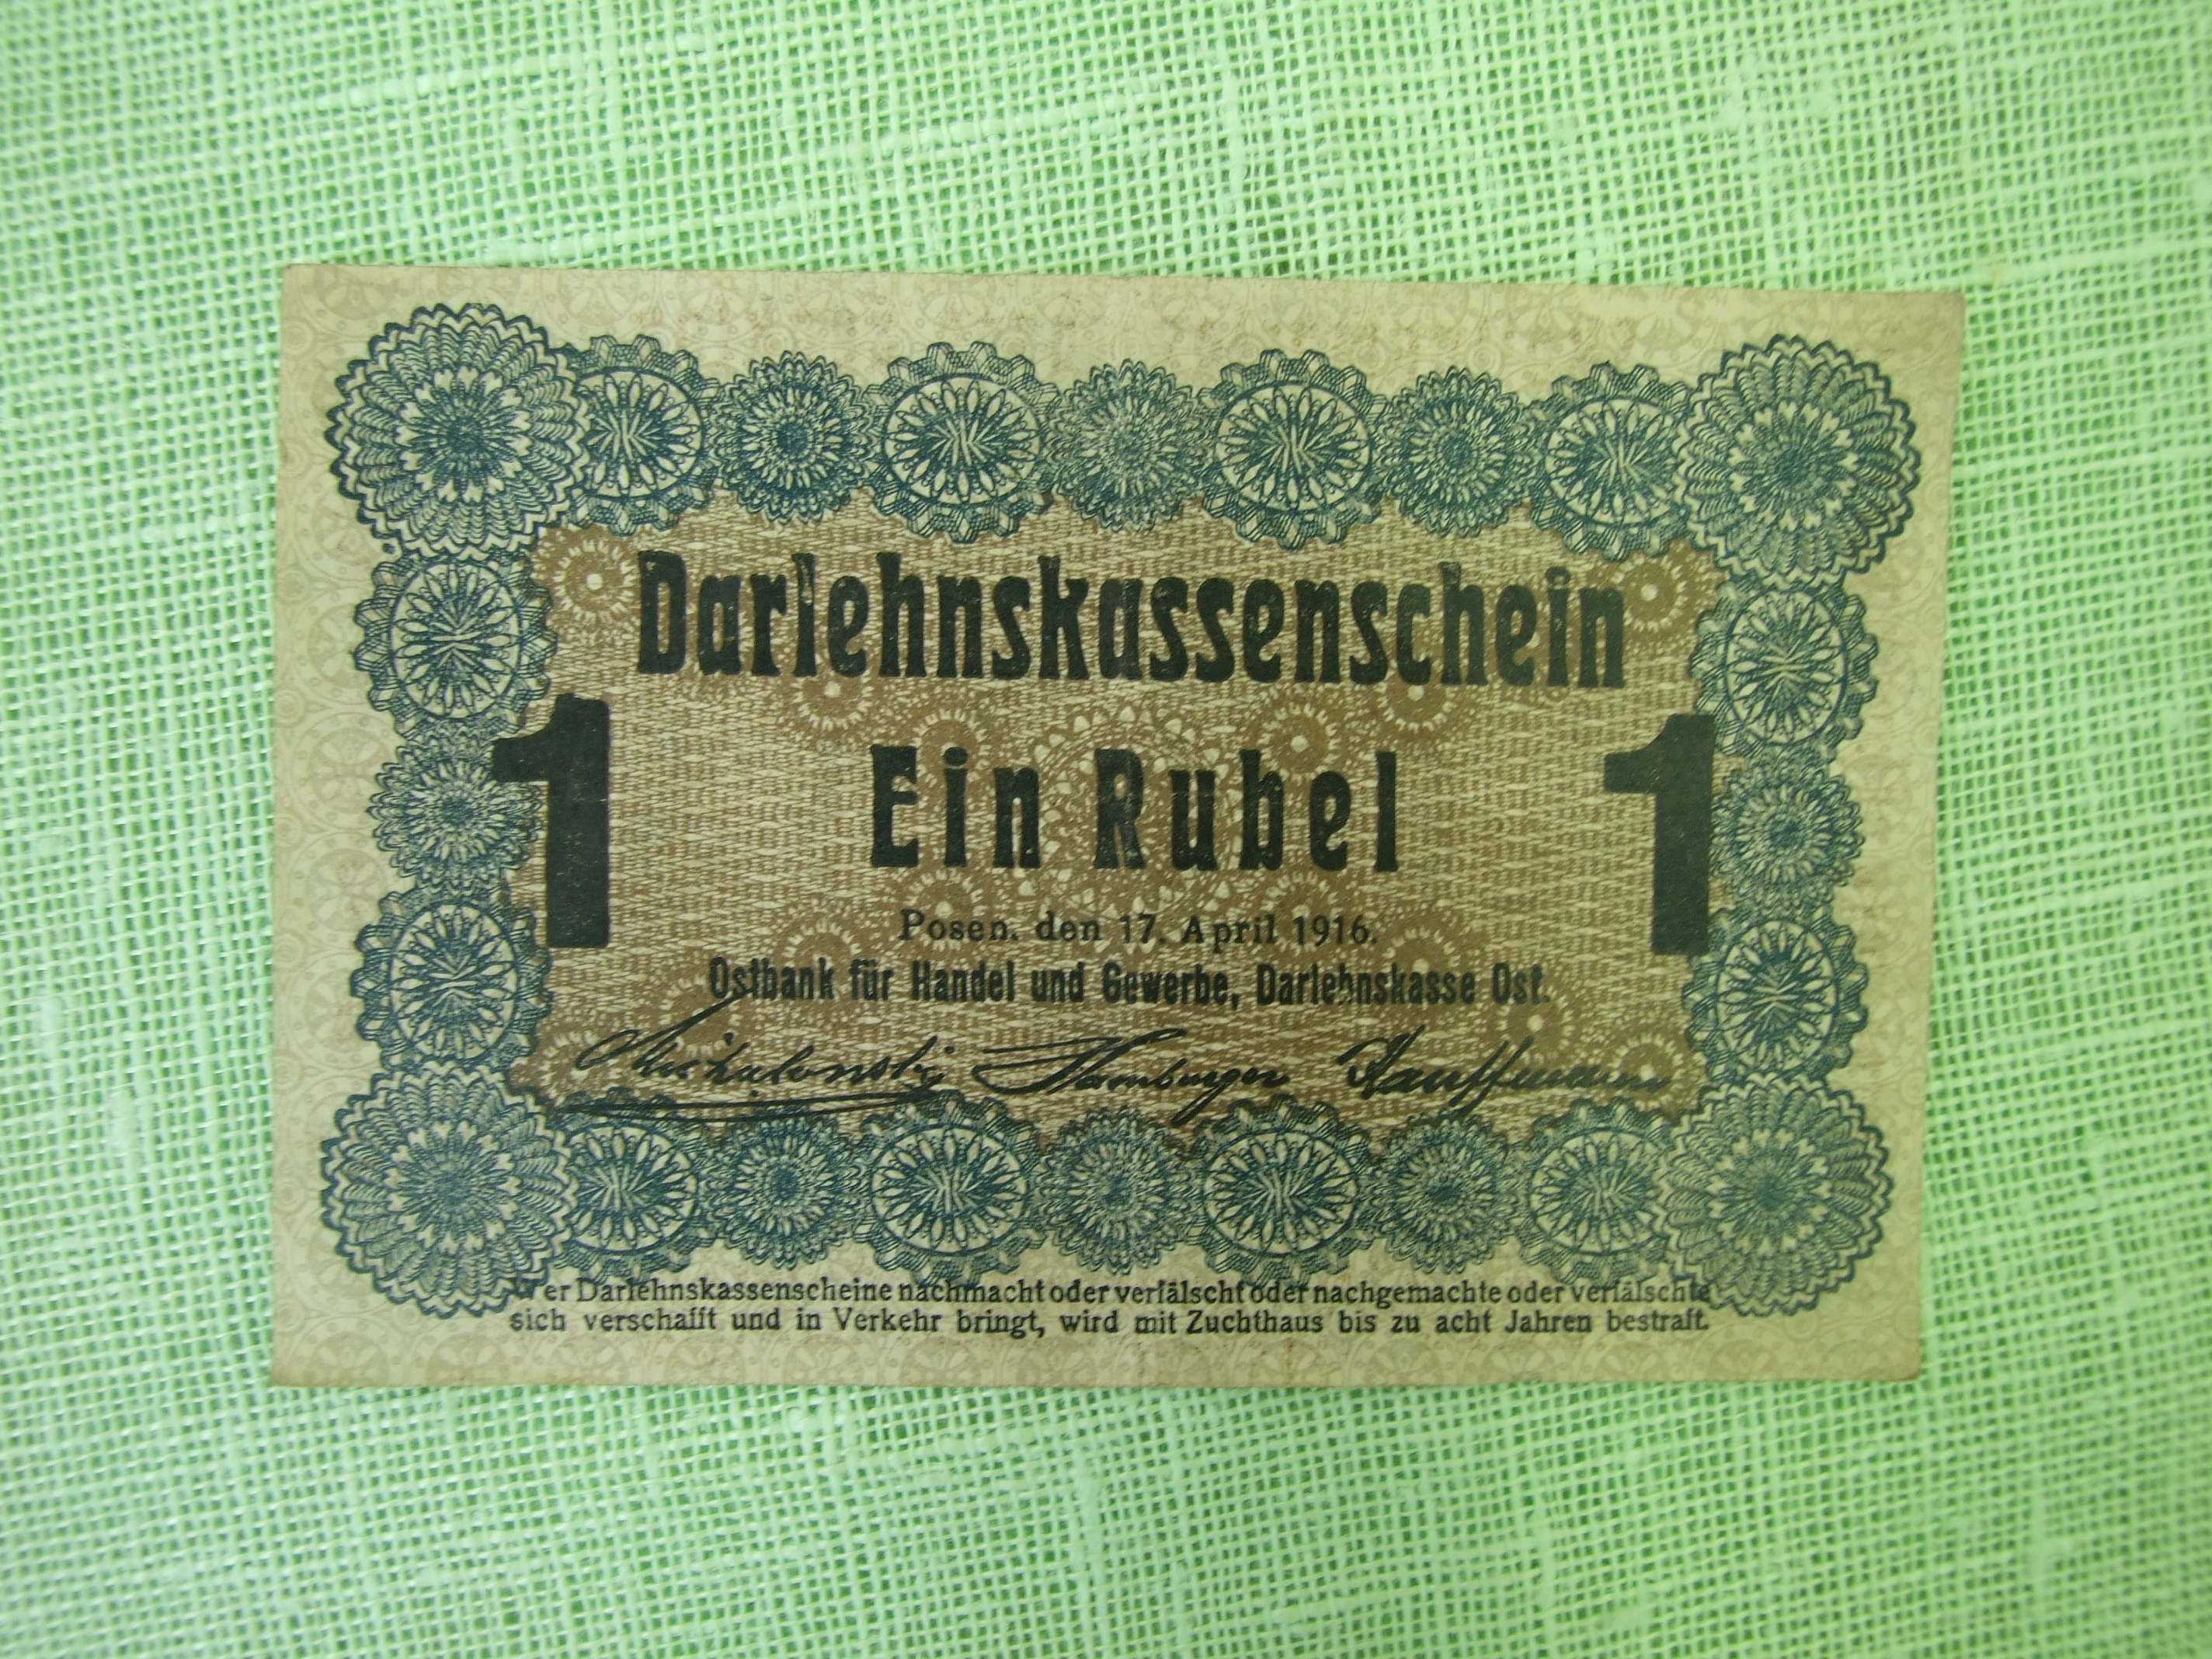 Darlehnskassenschein
1 Ein Rubel 1
Posen, den 17. April 1916.
Ostbank für Handel und Gewerbe, Darlehnskasse Ost.
Michalowsky Hamburger Kauffmann
Wer Darlehnskassenscheine nachmacht oder verfälscht oder nachgemachte oder verfälschte
sich verschafft und in Verkehr bringt, wird mit Zuchthaus bis zu acht Jahren bestraft.